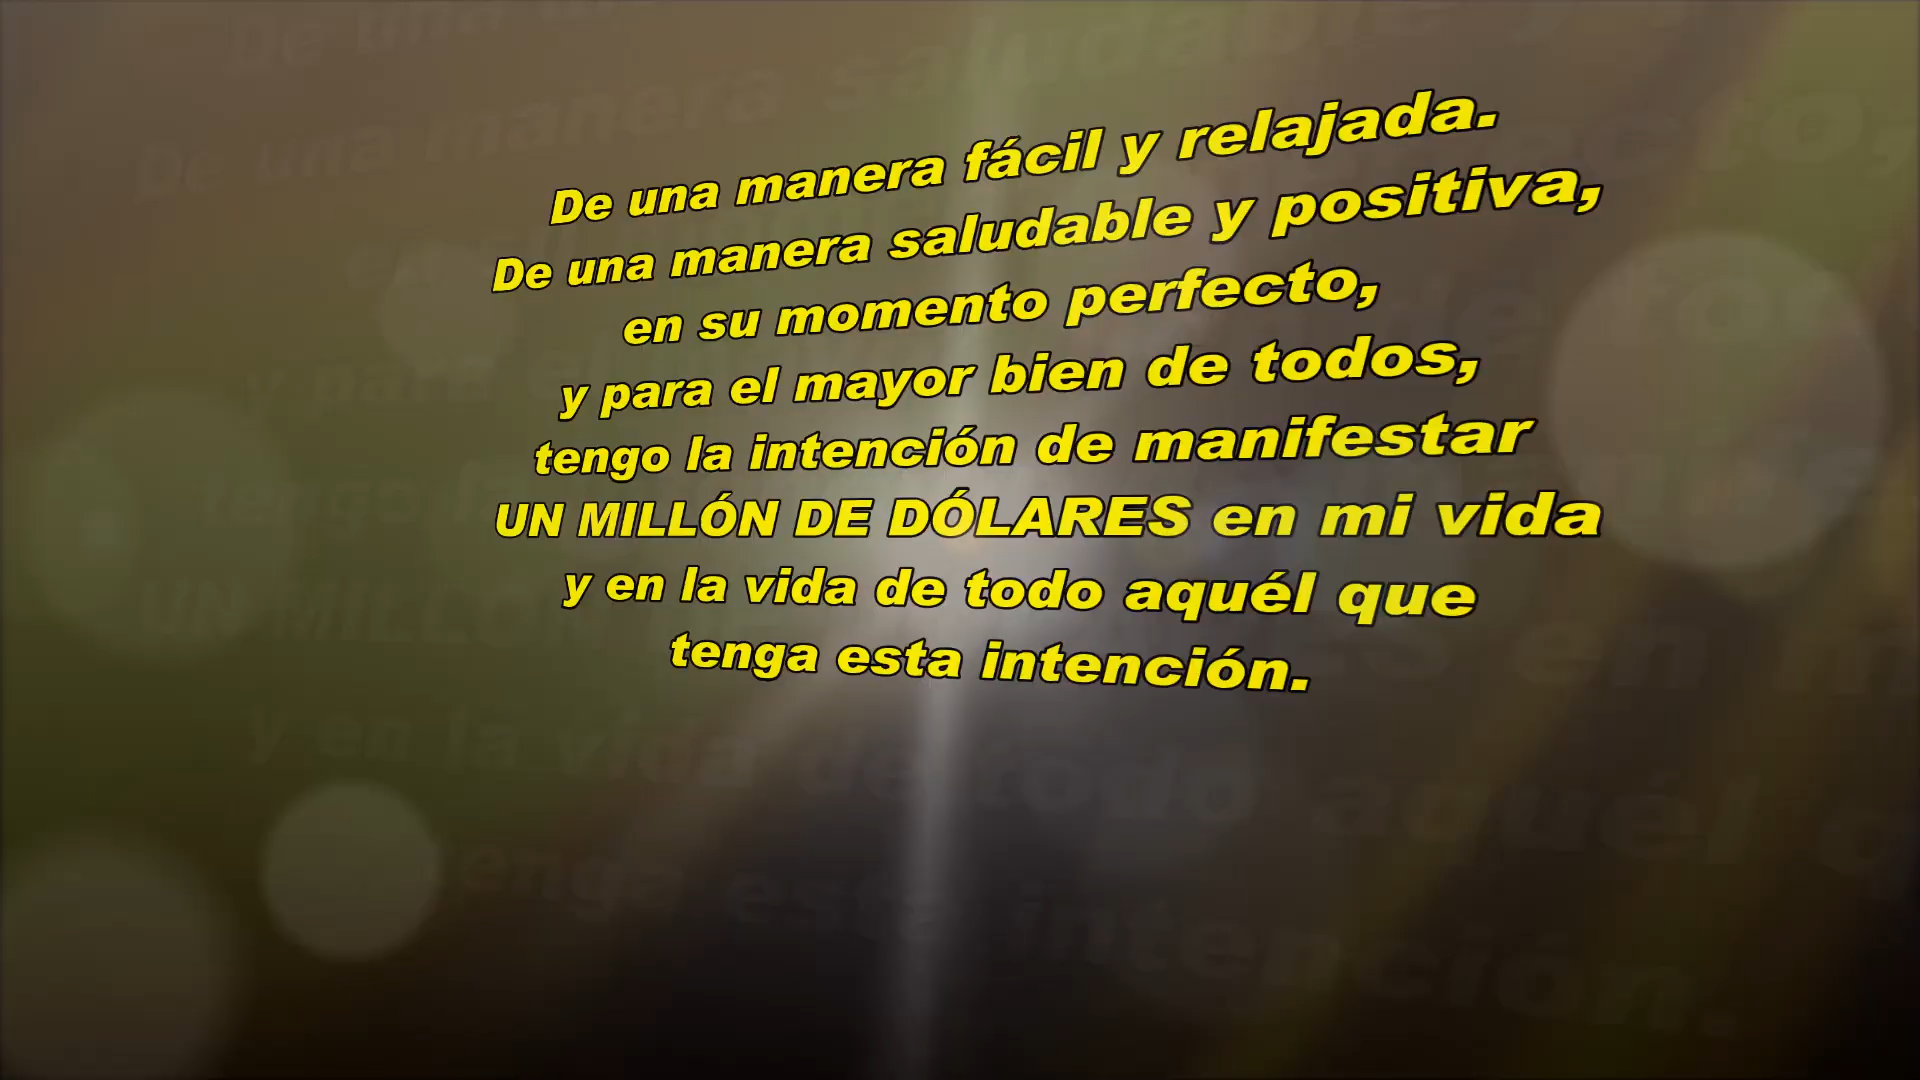 De una manera fácil y relajada.
De una manera saludable y positiva,
en su momento perfecto,
y para el mayor bien de todos,
tengo la intención de manifestar
UN MILLÓN DE DÓLARES en mi vida
y en la vida de todo aquél que
tenga esta intención.